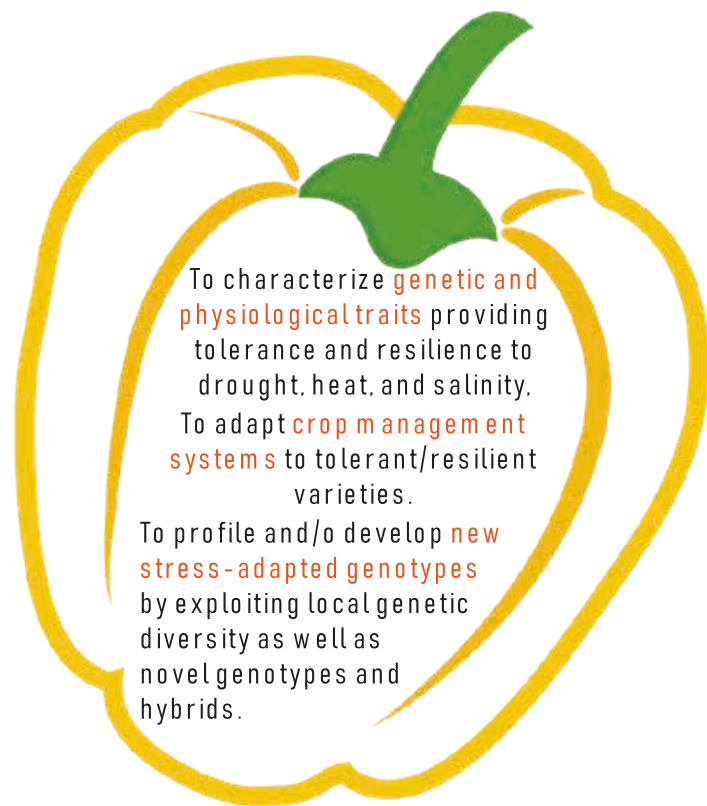 To characterize genetic and
physiological traits providing
tolerance and resilience to
drought, heat, and salinity,
To adapt crop management
systems to tolerant/resilient
varieties.
To profile and/o develop new
stress-adapted genotypes
by exploiting local genetic
diversity as well as
novel genotypes and
hybrids.